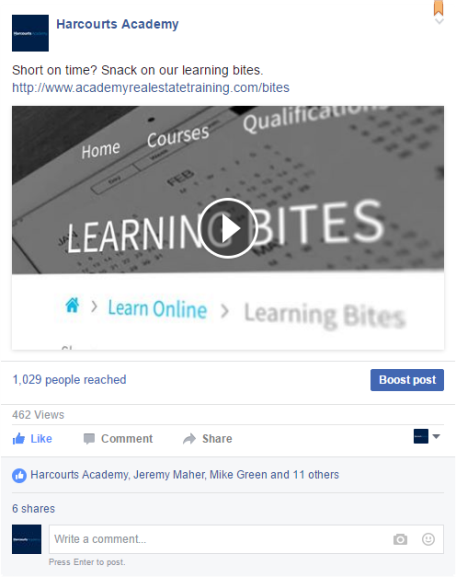 Harcourts Academy
Short on time? Snack on our learning bites.
http://www.academyrealestatetraining.com/bites
Home Courses Qualifications
FEB
JAN
LEARNING BITES
> Learn Online > Learning Bites
1,029 people reached
Boost post
462 Views
Like Comment Share
Harcourts Academy, Jeremy Maher, Mike Green and 11 others
6 shares
Write a comment...
Press Enter to post.